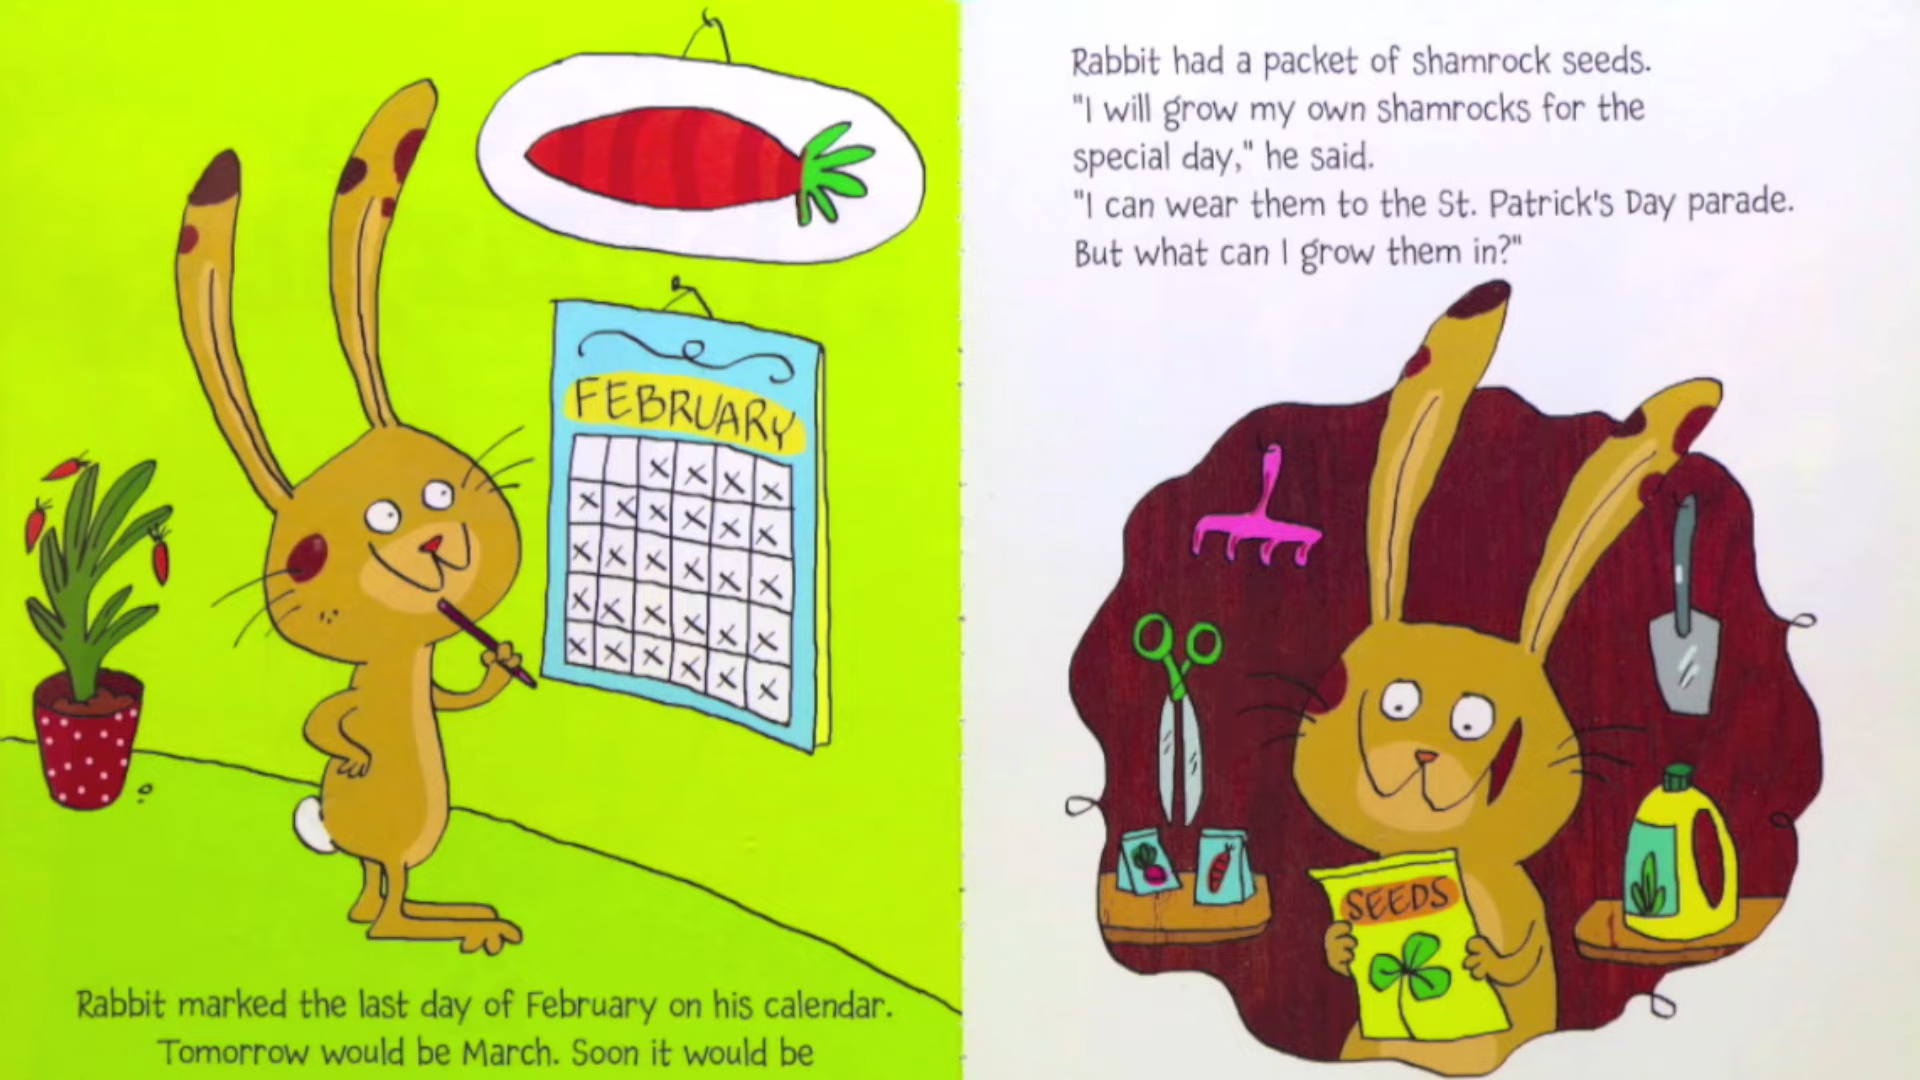 FEBRUARY
Rabbit marked the last day of February on his calendar.
Tomorrow would be March. Soon it would be
Rabbit had a packet of shamrock seeds.
"I will grow my own shamrocks for the
special day," he said.
"I can wear them to the St. Patrick's Day parade.
But what can I grow them in?"
SEEDS